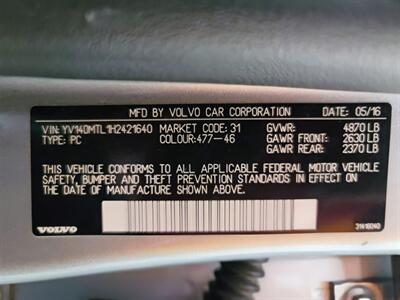 MFD BY VOLVO CAR CORPORATION DATE: 05/16
VIN: YV140MTL1H2421640 MARKET CODE: 31 GVWR: 4870 LB
TYPE: PC COLOUR: 477-46 GAWR FRONT: 2630 LB
GAWR REAR: 2370 LB
THIS VEHICLE CONFORMS TO ALL APPLICABLE FEDERAL MOTOR VEHICLE
SAFETY, BUMPER AND THEFT PREVENTION STANDARDS IN EFFECT ON
THE DATE OF MANUFACTURE SHOWN ABOVE.
VOLVO